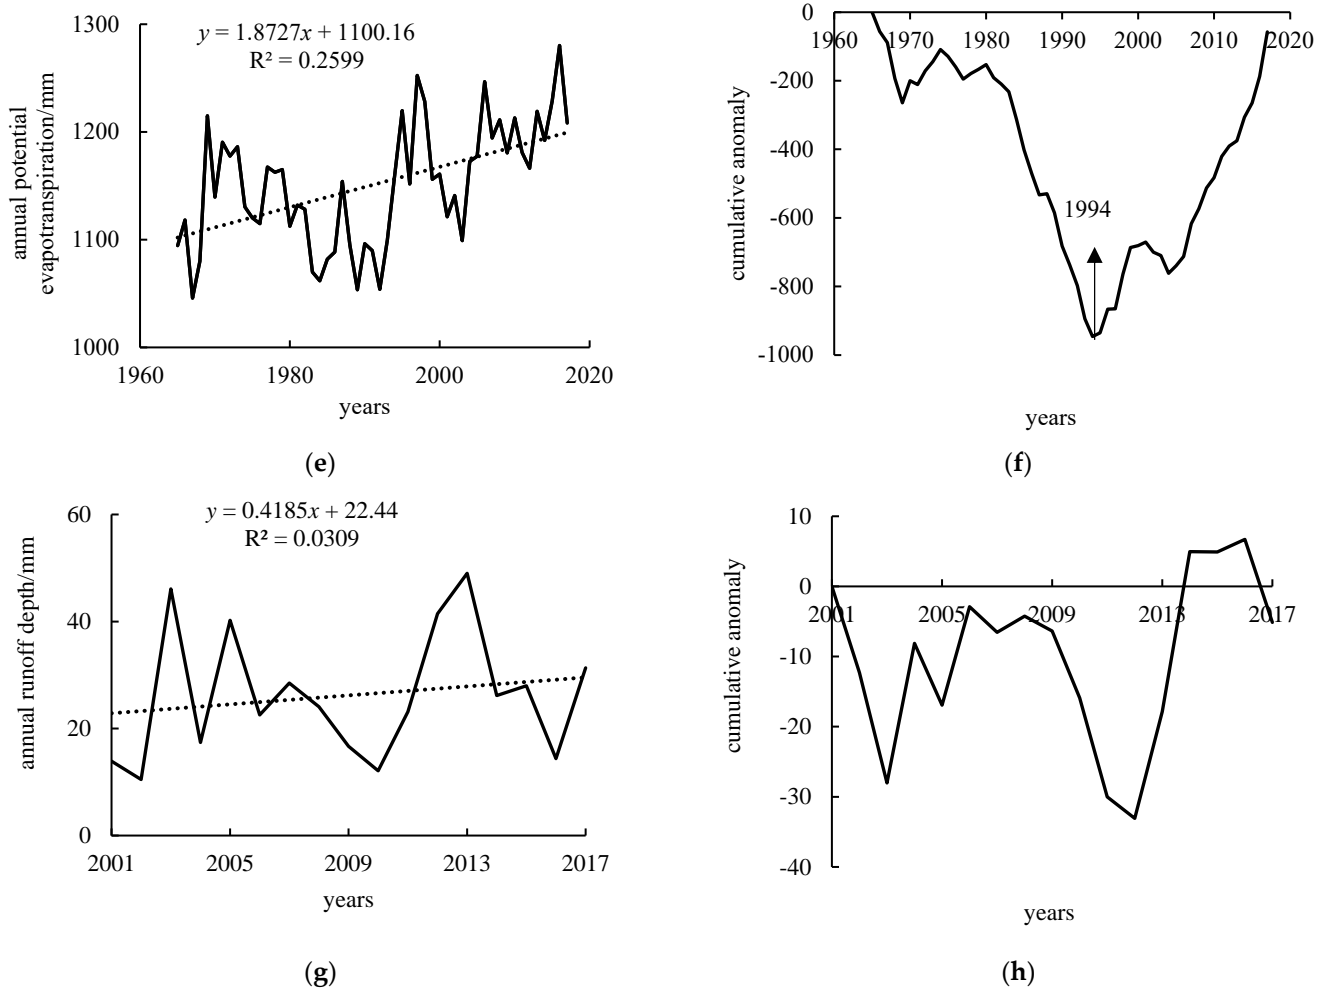 y = 1.8727x + 1100.16
R² = 0.2599
1300
1200
1100
1000
annual potential
evapotranspiration/mm
1960
1980
2000
2020
years
(e)
0
-200
-400
-600
-800
-1000
cumulative anomaly
1960
1970
1980
1990
2000
2010
2020
1994
years
(f)
y = 0.4185x + 22.44
R² = 0.0309
60
40
20
0
annual runoff depth/mm
2001
2005
2009
2013
2017
years
(g)
10
0
-10
-20
-30
-40
cumulative anomaly
2001
2005
2009
2013
2017
years
(h)